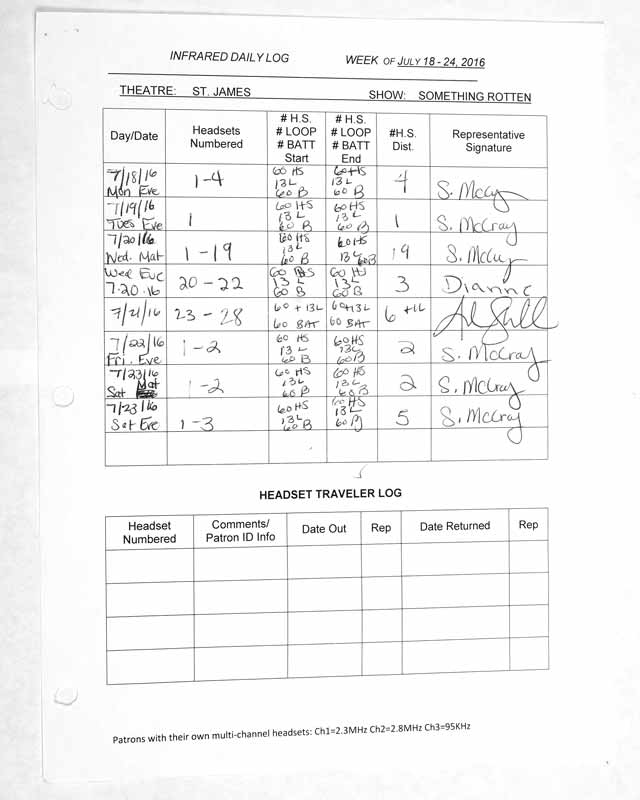 INFRARED DAILY LOG WEEK OF JULY 18 - 24, 2016
THEATRE: ST. JAMES SHOW: SOMETHING ROTTEN
Day/Date
Headsets
Numbered
# H.S.
# LOOP
# BATT
Start
# H.S.
# LOOP
# BATT
End
#H.S.
Dist.
Representative
Signature
7/18/16
Mon Eve
1-4
60 HS
13 L
60 B
60 HS
13 L
60 B
4
S. McCray
7/19/16
Tues Eve
1
60 HS
13 L
60 B
60 HS
13 L
60 B
1
S. McCray
7/20/16
Wed. Mat
1-19
60 HS
13 L
60 B
60 HS
13 L 60B
19
S. McCray
Wed Eve
7.20.16
20-22
60 HS
13 L
60 B
60 HS
13 L
60 B
3
Dianne
7/21/16
23-28
60 + 13L
60 BAT
60+13L
60 BAT
6 +1L
7/22/16
Fri. Eve
1-2
60 HS
13 L
60 B
60 HS
13 L
60 B
2
S. McCray
7/23/16
Mat
Sat
1-2
60 HS
13 L
60 B
60 HS
13 L
60 B
2
S. McCray
7/23/16
Sat Eve
1-3
60 HS
13 L
60 B
60 HS
13 L
60 B
5
S. McCray
HEADSET TRAVELER LOG
Headset
Numbered
Comments/
Patron ID Info
Date Out
Rep
Date Returned
Rep
Patrons with their own multi-channel headsets: Ch1=2.3MHz Ch2=2.8MHz Ch3=95KHz